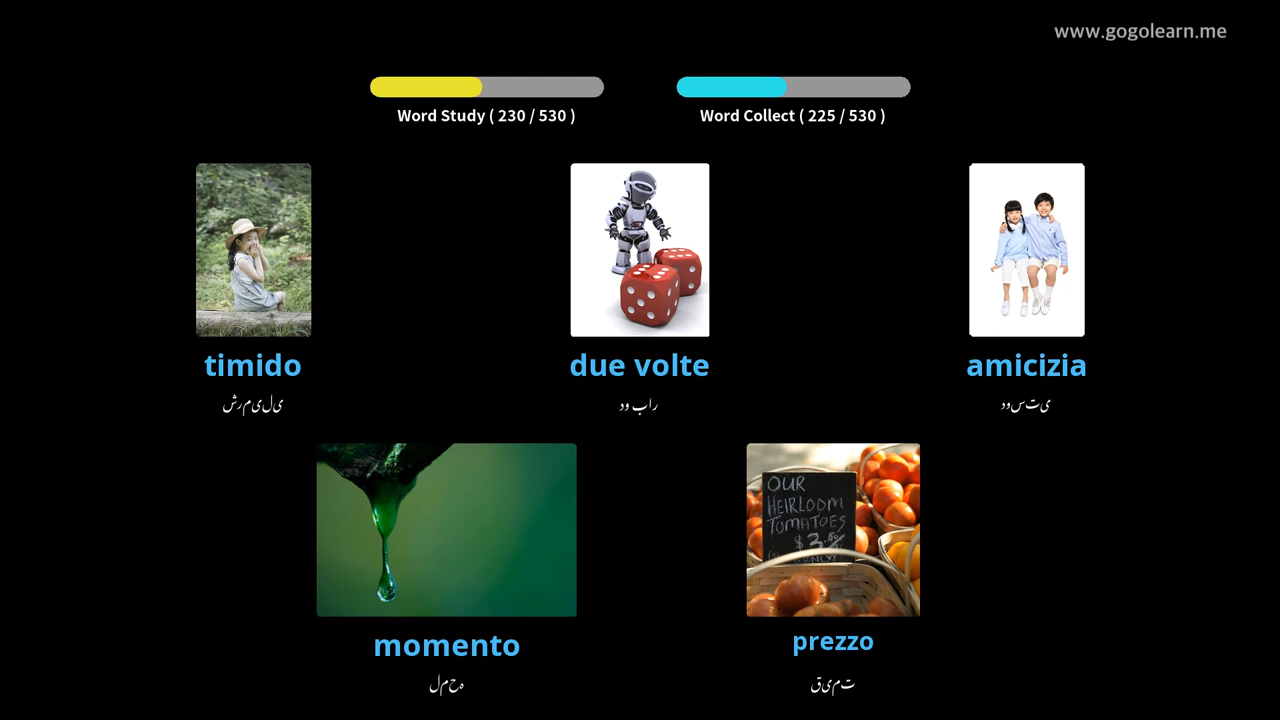 www.gogolearn.me
Word Study ( 230 / 530 )
Word Collect ( 225 / 530 )
timido
شرمیلی
due volte
دو بار
amicizia
دوستی
OUR
HEIRLOOM
TOMATOES
momento
لمحہ
prezzo
قیمت